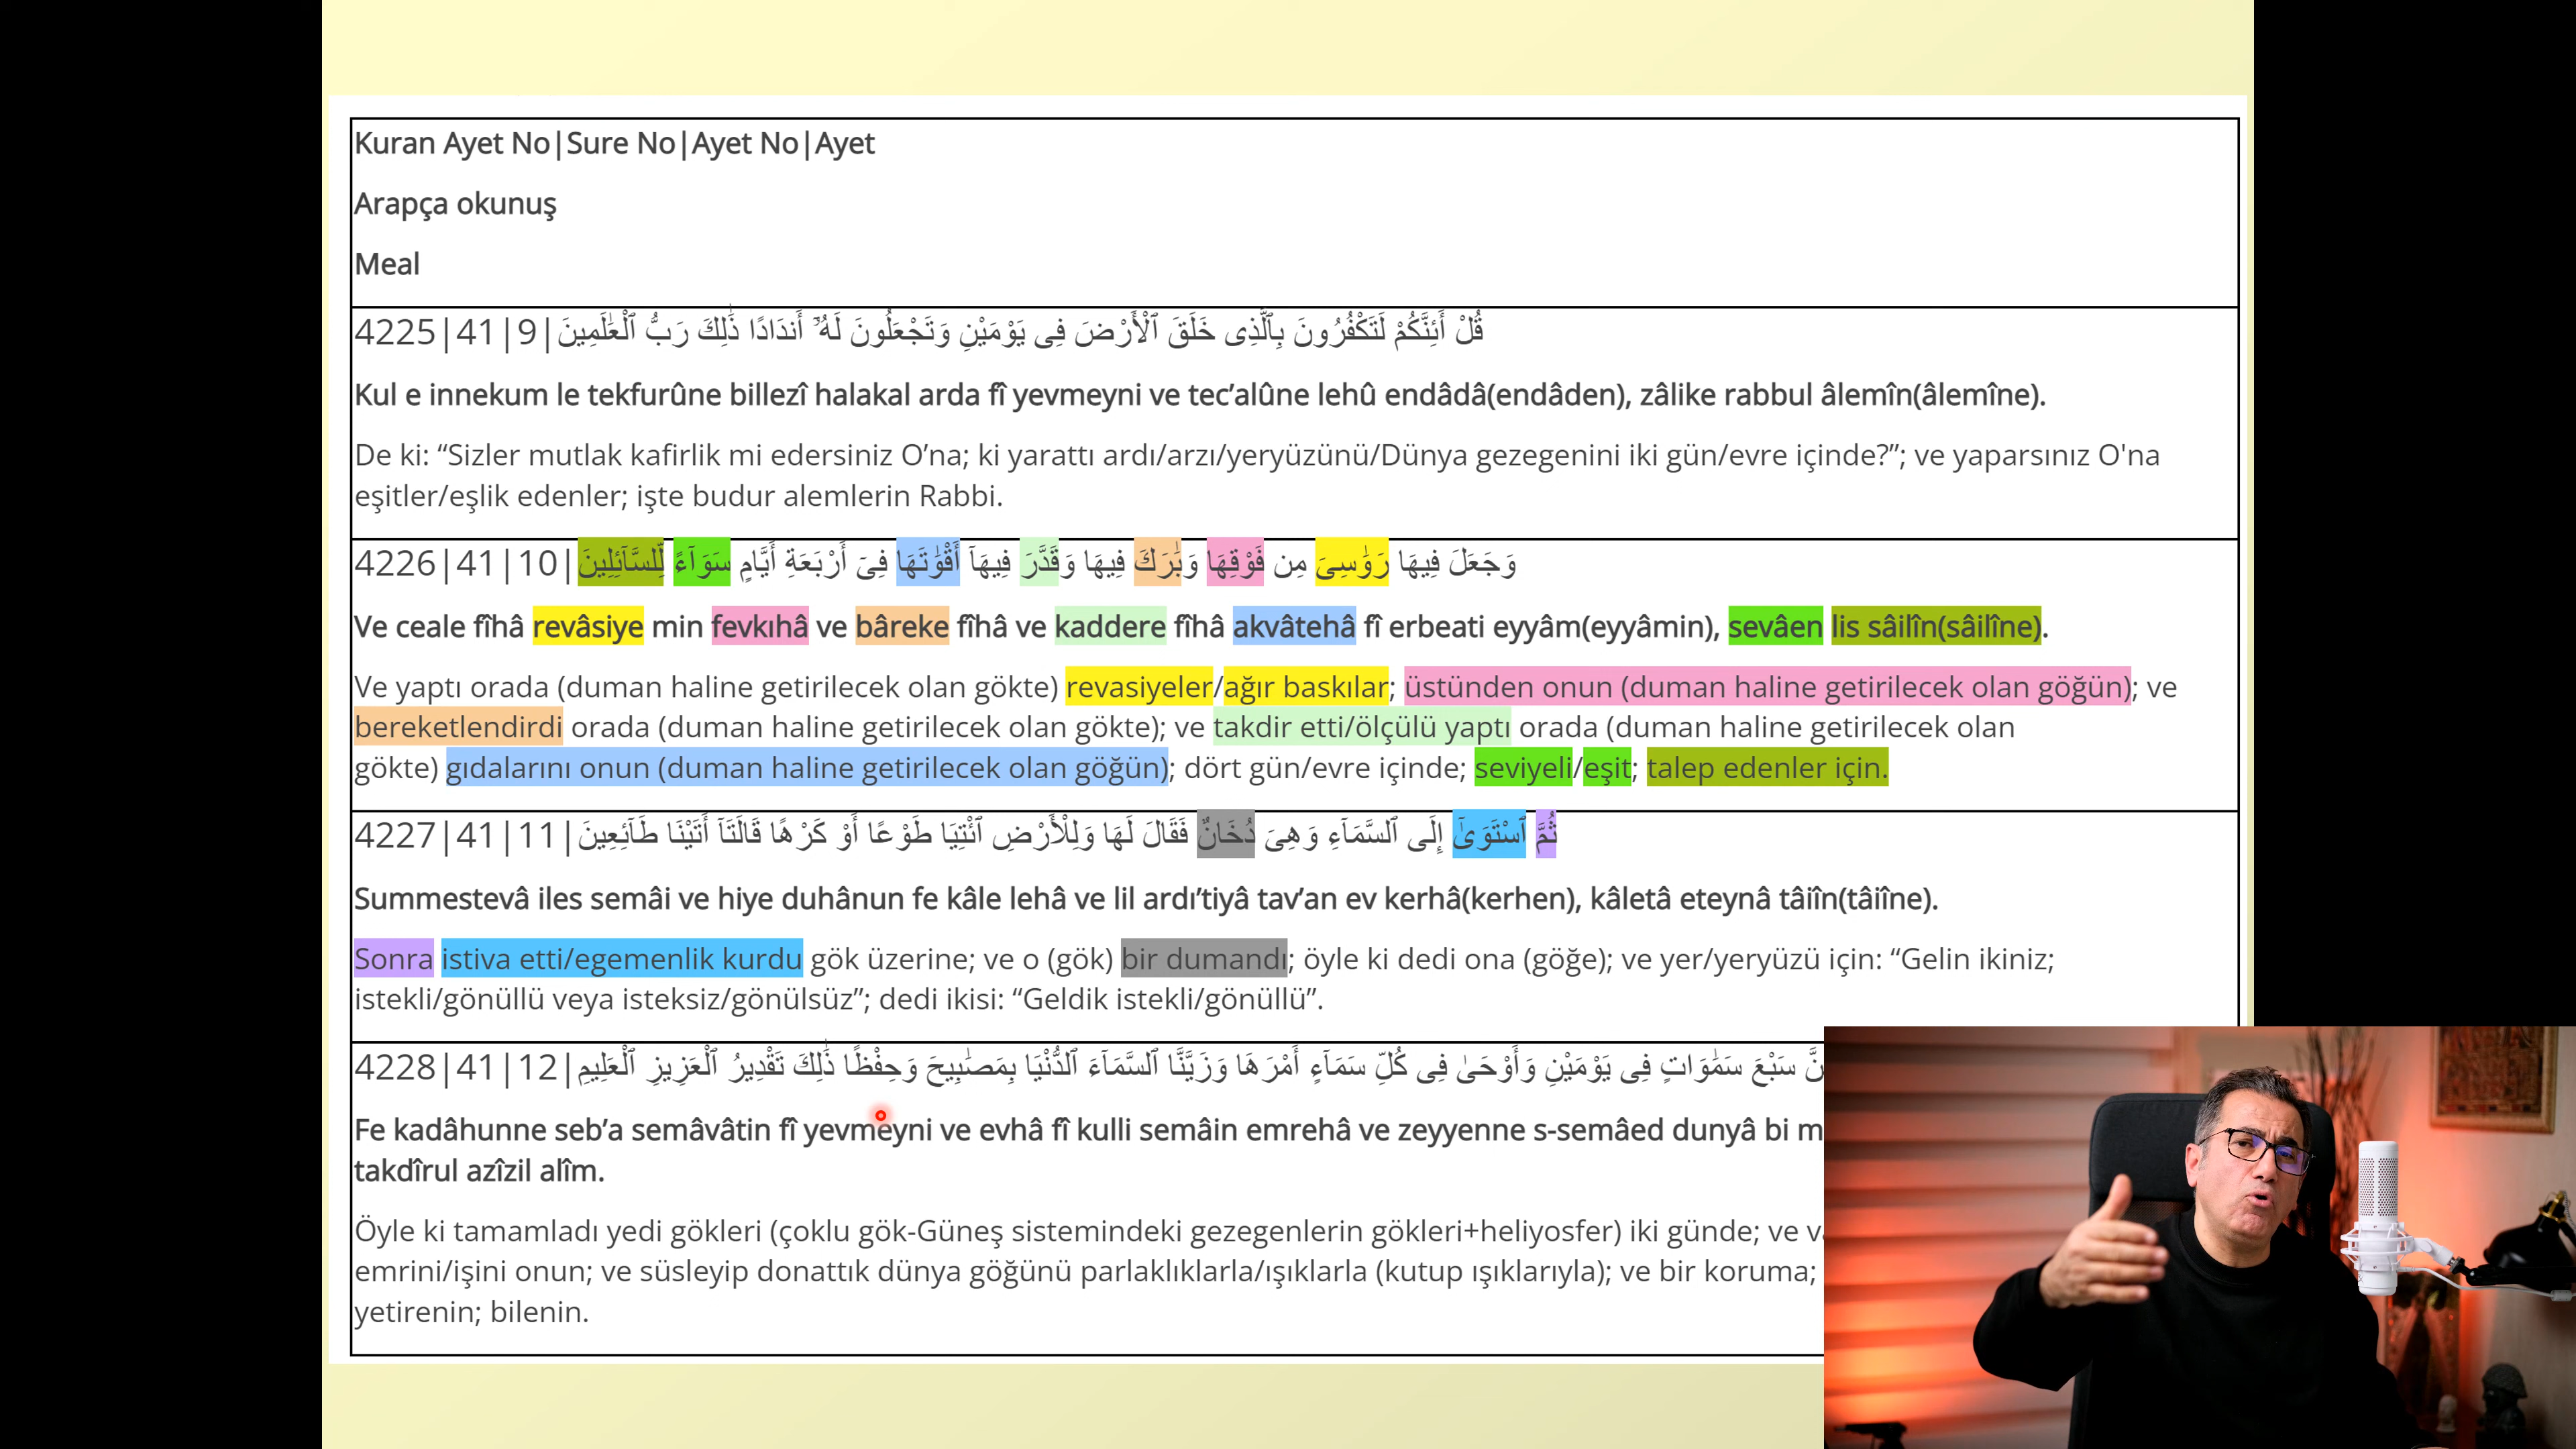 Kuran Ayet No|Sure No|Ayet No|Ayet
Arapça okunuş
Meal
4225|41|9|قُلْ أَئِنَّكُمْ لَتَكْفُرُونَ بِٱلَّذِى خَلَقَ ٱلْأَرْضَ فِى يَوْمَيْنِ وَتَجْعَلُونَ لَهُۥٓ أَندَادًا ذَٰلِكَ رَبُّ ٱلْعَٰلَمِينَ
Kul e innekum le tekfurûne billezî halakal arda fî yevmeyni ve tec’alûne lehû endâdâ(endâden), zâlike rabbul âlemîn(âlemîne).
De ki: “Sizler mutlak kafirlik mi edersiniz O’na; ki yarattı ardı/arzı/yeryüzünü/Dünya gezegenini iki gün/evre içinde?”; ve yaparsınız O'na
eşitler/eşlik edenler; işte budur alemlerin Rabbi.
4226|41|10|وَجَعَلَ فِيهَا رَوَٰسِىَ مِن فَوْقِهَا وَبَٰرَكَ فِيهَا وَقَدَّرَ فِيهَآ أَقْوَٰتَهَا فِىٓ أَرْبَعَةِ أَيَّامٍ سَوَآءً لِّلسَّآئِلِينَ
Ve ceale fîhâ revâsiye min fevkıhâ ve bâreke fîhâ ve kaddere fîhâ akvâtehâ fî erbeati eyyâm(eyyâmin), sevâen lis sâilîn(sâilîne).
Ve yaptı orada (duman haline getirilecek olan gökte) revasiyeler/ağır baskılar; üstünden onun (duman haline getirilecek olan göğün); ve
bereketlendirdi orada (duman haline getirilecek olan gökte); ve takdir etti/ölçülü yaptı orada (duman haline getirilecek olan
gökte) gıdalarını onun (duman haline getirilecek olan göğün); dört gün/evre içinde; seviyeli/eşit; talep edenler için.
4227|41|11|ثُمَّ ٱسْتَوَىٰٓ إِلَى ٱلسَّمَآءِ وَهِىَ دُخَانٌ فَقَالَ لَهَا وَلِلْأَرْضِ ٱئْتِيَا طَوْعًا أَوْ كَرْهًا قَالَتَآ أَتَيْنَا طَآئِعِينَ
Summestevâ iles semâi ve hiye duhânun fe kâle lehâ ve lil ardı’tiyâ tav’an ev kerhâ(kerhen), kâletâ eteynâ tâiîn(tâiîne).
Sonra istiva etti/egemenlik kurdu gök üzerine; ve o (gök) bir dumandı; öyle ki dedi ona (göğe); ve yer/yeryüzü için: “Gelin ikiniz;
istekli/gönüllü veya isteksiz/gönülsüz”; dedi ikisi: “Geldik istekli/gönüllü”.
4228|41|12|سَبْعَ سَمَٰوَاتٍ فِى يَوْمَيْنِ وَأَوْحَىٰ فِى كُلِّ سَمَآءٍ أَمْرَهَا وَزَيَّنَّا ٱلسَّمَآءَ ٱلدُّنْيَا بِمَصَٰبِيحَ وَحِفْظًا ذَٰلِكَ تَقْدِيرُ ٱلْعَزِيزِ ٱلْعَلِيمِ
Fe kadâhunne seb’a semâvâtin fî yevmeyni ve evhâ fî kulli semâin emrehâ ve zeyyenne s-semâed dunyâ bi m
takdîrul azîzil alîm.
Öyle ki tamamladı yedi gökleri (çoklu gök-Güneş sistemindeki gezegenlerin gökleri+heliyosfer) iki günde; ve
emrini/işini onun; ve süsleyip donattık dünya göğünü parlaklıklarla/ışıklarla (kutup ışıklarıyla); ve bir koruma;
yetirenin; bilenin.